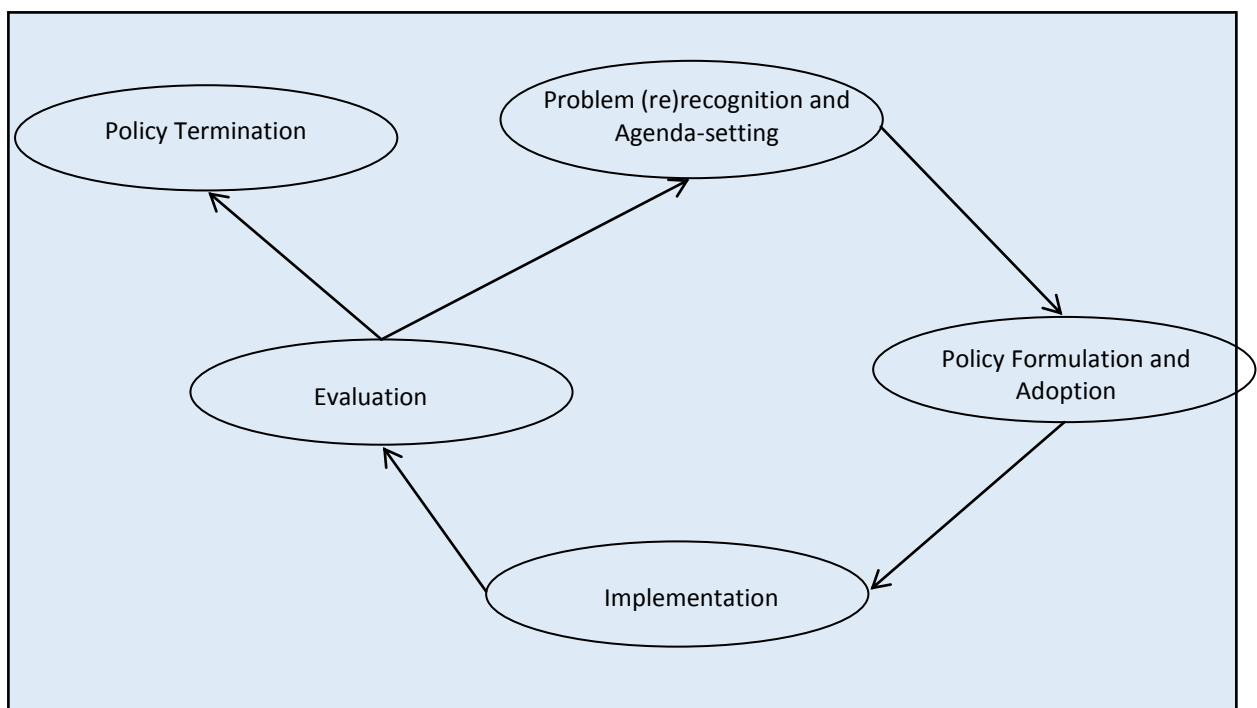 Policy Termination
Problem (re)recognition and
Agenda-setting
Policy Formulation and
Adoption
Evaluation
Implementation